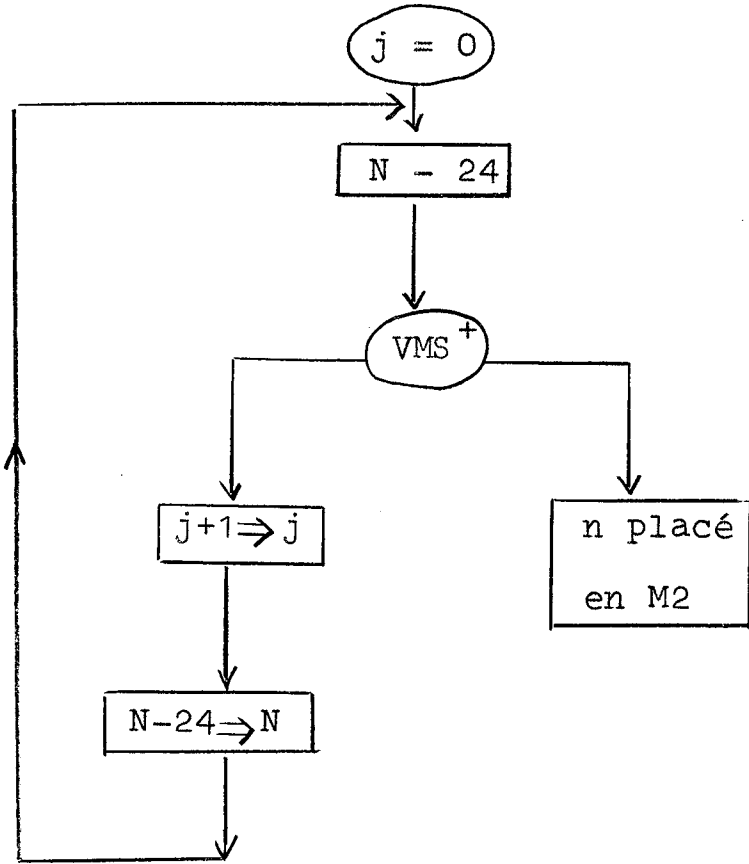 j = 0
N - 24
VMS +
j+1⇒j
n placé
en M2
N-24⇒N